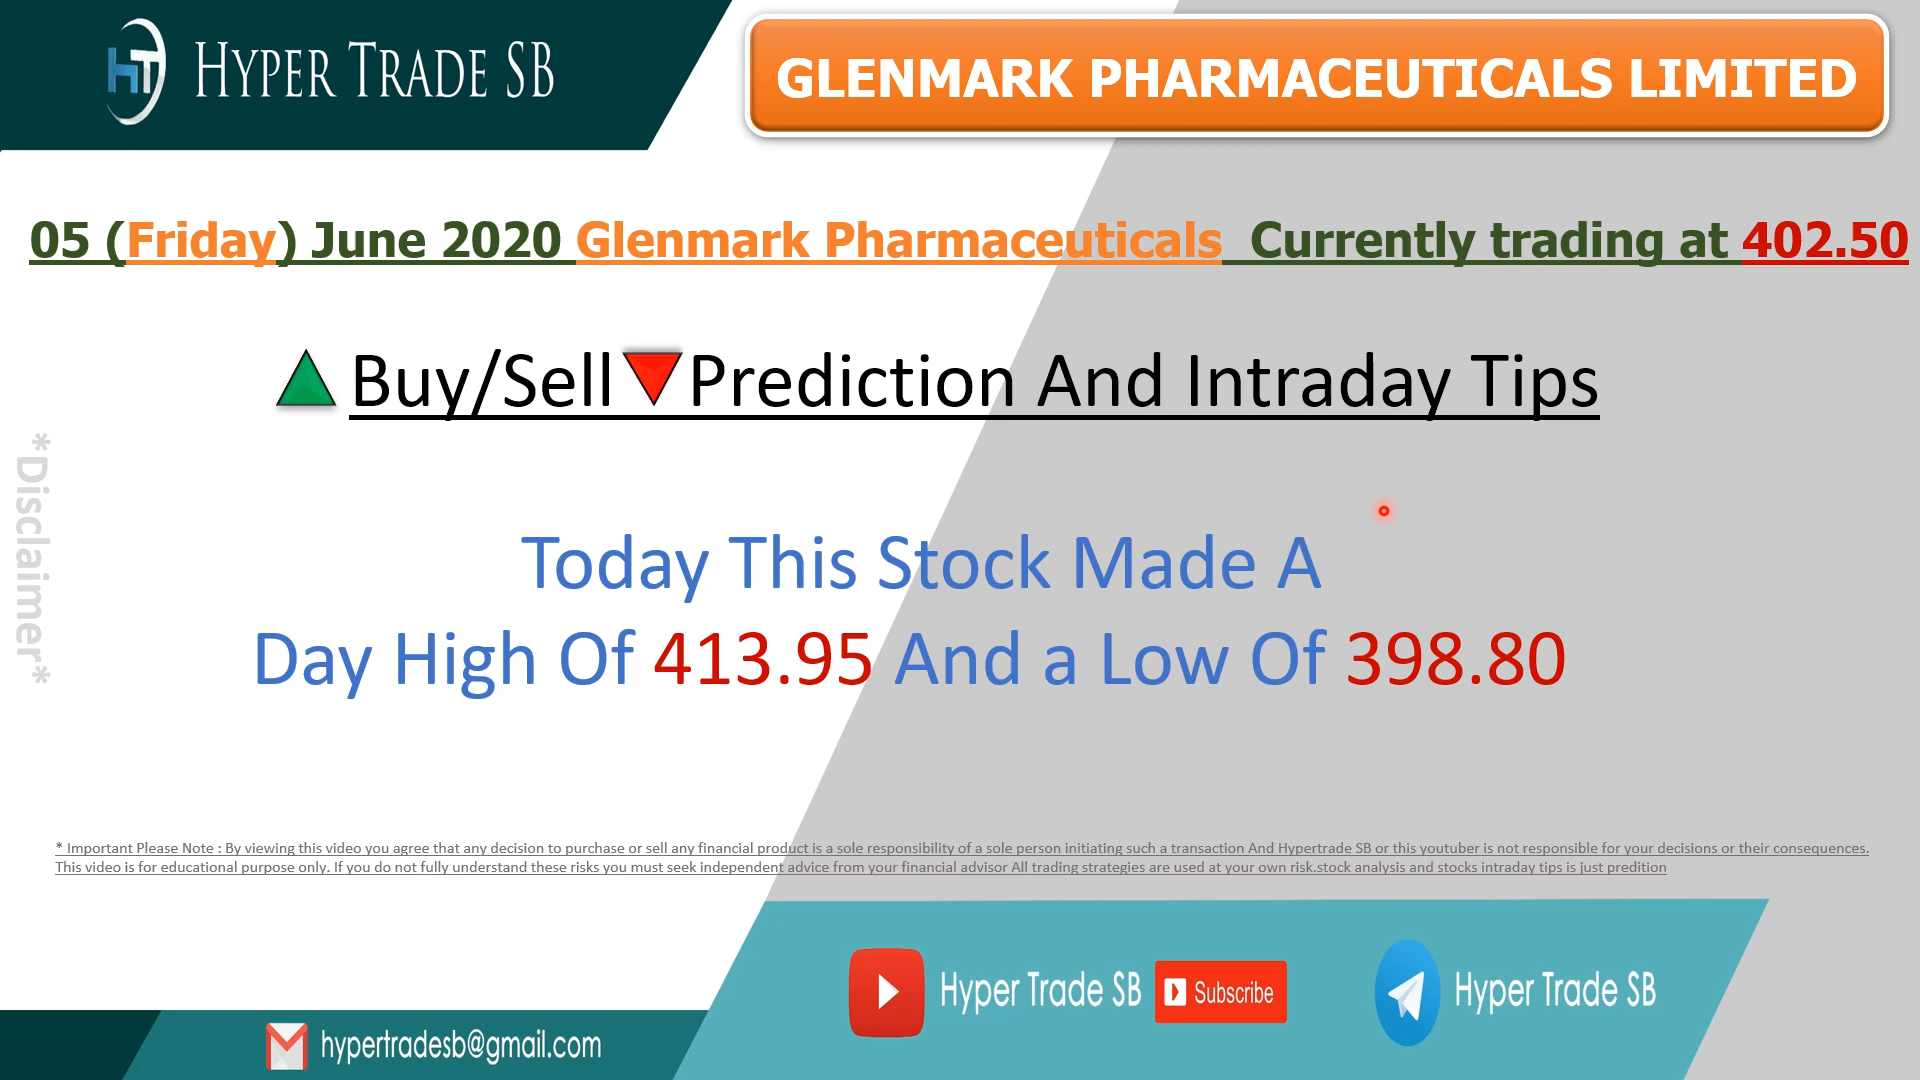 HT HYPER TRADE SB
GLENMARK PHARMACEUTICALS LIMITED
05 (Friday) June 2020 Glenmark Pharmaceuticals  Currently trading at 402.50
Buy/Sell Prediction And Intraday Tips
*Disclaimer*
Today This Stock Made A
Day High Of 413.95 And a Low Of 398.80
* Important Please Note : By viewing this video you agree that any decision to purchase or sell any financial product is a sole responsibility of a sole person initiating such a transaction And Hypertrade SB or this youtuber is not responsible for your decisions or their consequences.
This video is for educational purpose only. If you do not fully understand these risks you must seek independent advice from your financial advisor All trading strategies are used at your own risk.stock analysis and stocks intraday tips is just predition
Hyper Trade SB Subscribe Hyper Trade SB
hypertradesb@gmail.com